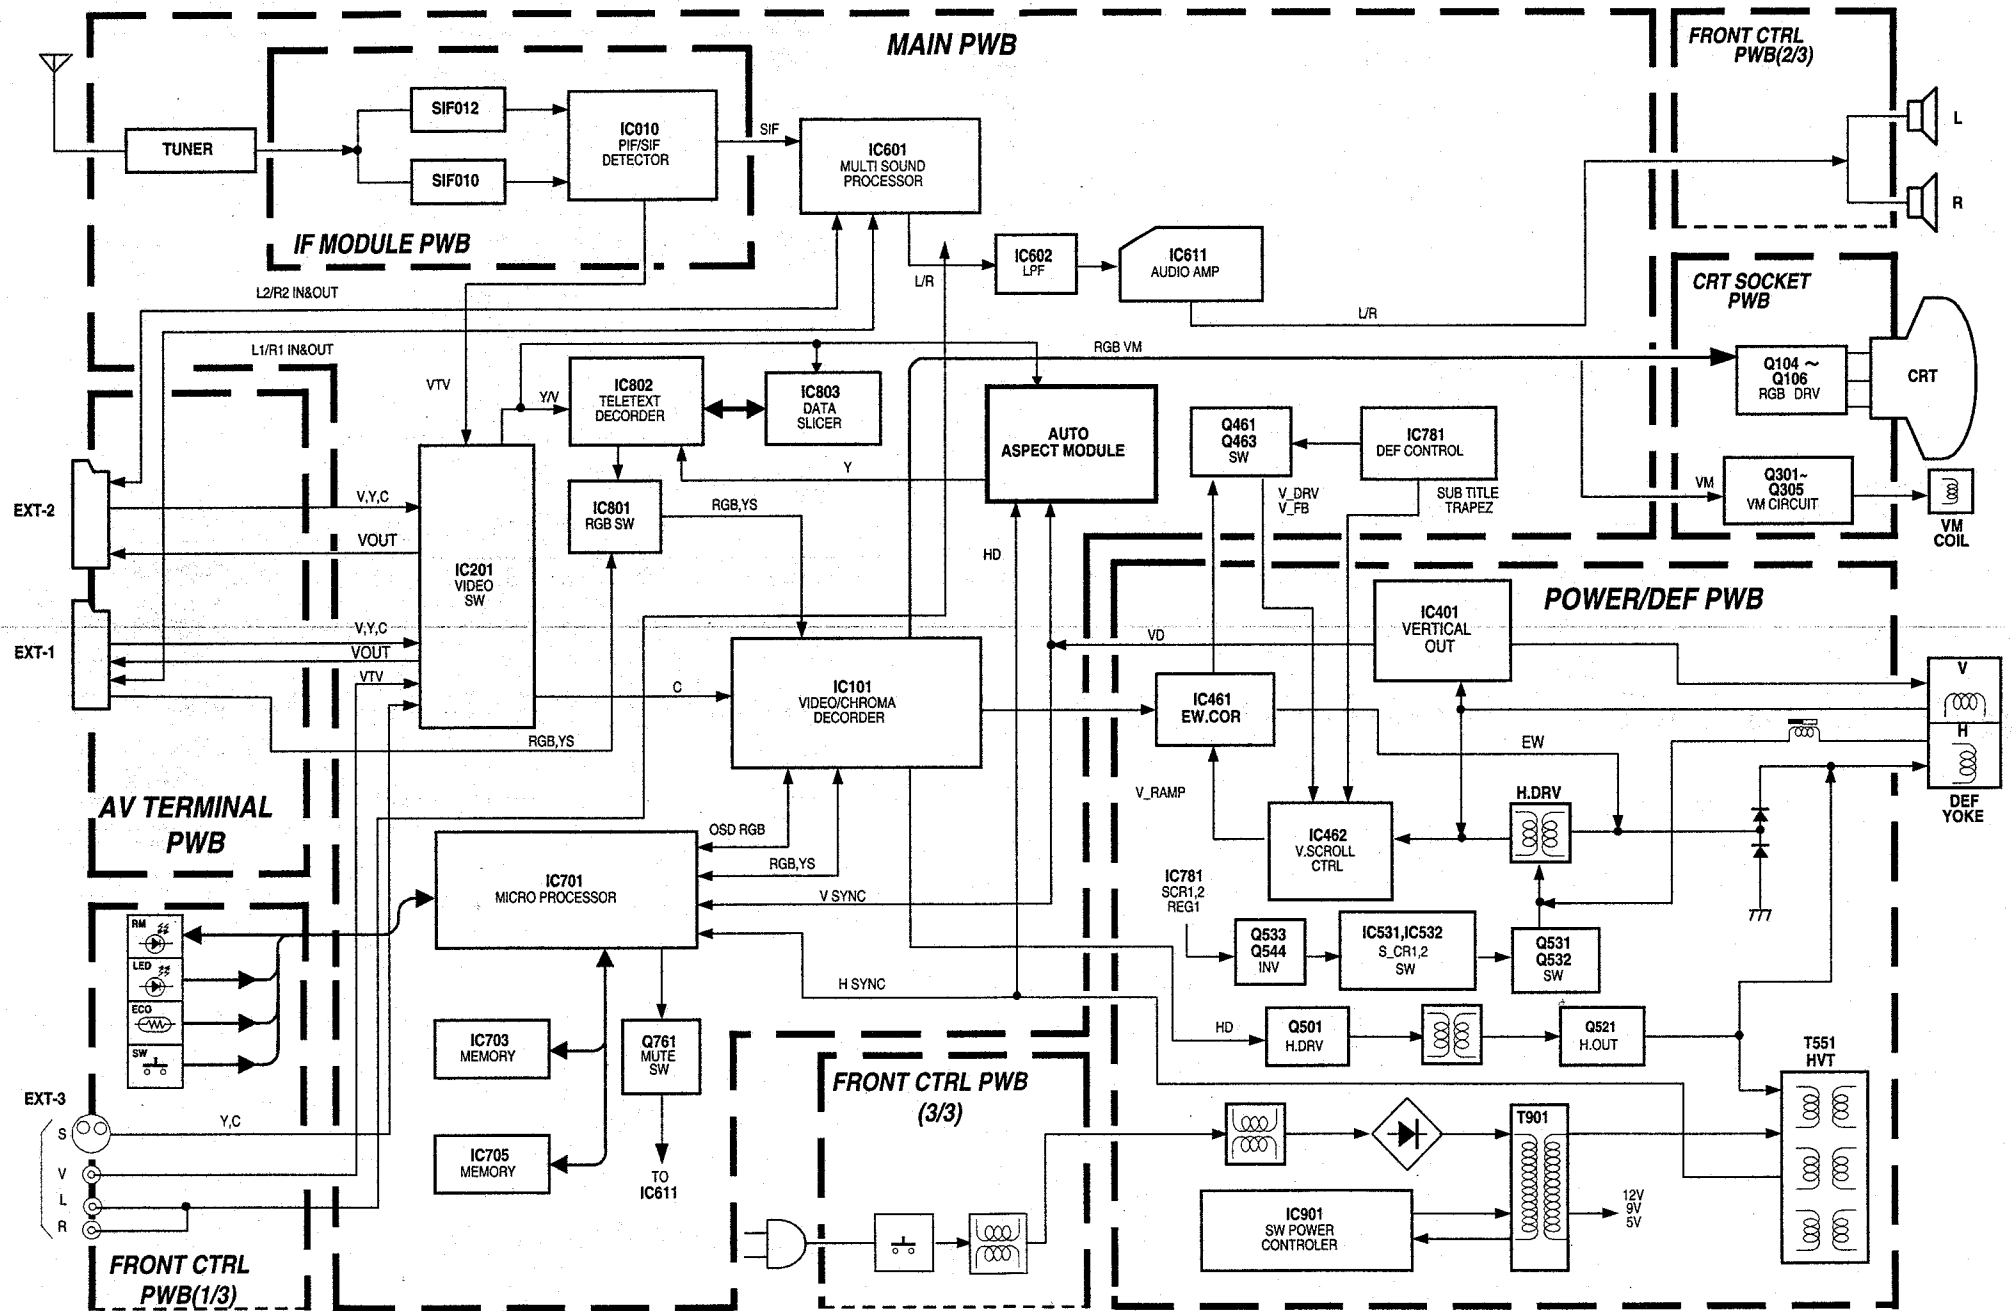 MAIN PWB
FRONT CTRL
PWB(2/3)
TUNER
SIF012
SIF010
IC010
PIF/SIF
DETECTOR
SIF
IC601
MULTI SOUND
PROCESSOR
L
R
IF MODULE PWB
IC602
LPF
IC611
AUDIO AMP
L/R
L/R
L2/R2 IN&OUT
L1/R1 IN&OUT
CRT SOCKET
PWB
RGB VM
Q104 ~
Q106
RGB DRV
CRT
VTV
Y/V
IC802
TELETEXT
DECORDER
IC803
DATA
SLICER
AUTO
ASPECT MODULE
Q461
Q463
SW
IC781
DEF CONTROL
Y
V_DRV
V_FB
SUB TITLE
TRAPEZ
VM
Q301~
Q305
VM CIRCUIT
VM
COIL
EXT-2
V,Y,C
VOUT
IC801
RGB SW
RGB,YS
HD
IC201
VIDEO
SW
POWER/DEF PWB
IC401
VERTICAL
OUT
VD
EXT-1
V,Y,C
VOUT
VTV
RGB,YS
C
IC101
VIDEO/CHROMA
DECORDER
IC461
EW.COR
EW
V
H
DEF
YOKE
AV TERMINAL
PWB
V_RAMP
H.DRV
IC462
V.SCROLL
CTRL
OSD RGB
RGB,YS
V SYNC
H SYNC
IC701
MICRO PROCESSOR
IC781
SCR1,2
REG1
Q533
Q544
INV
IC531,IC532
S_CR1,2
SW
Q531
Q532
SW
RM
LED
ECO
SW
IC703
MEMORY
Q761
MUTE
SW
HD
Q501
H.DRV
Q521
H.OUT
T551
HVT
EXT-3
S
V
L
R
Y,C
IC705
MEMORY
TO
IC611
FRONT CTRL PWB
(3/3)
T901
IC901
SW POWER
CONTROLER
12V
9V
5V
FRONT CTRL
PWB(1/3)